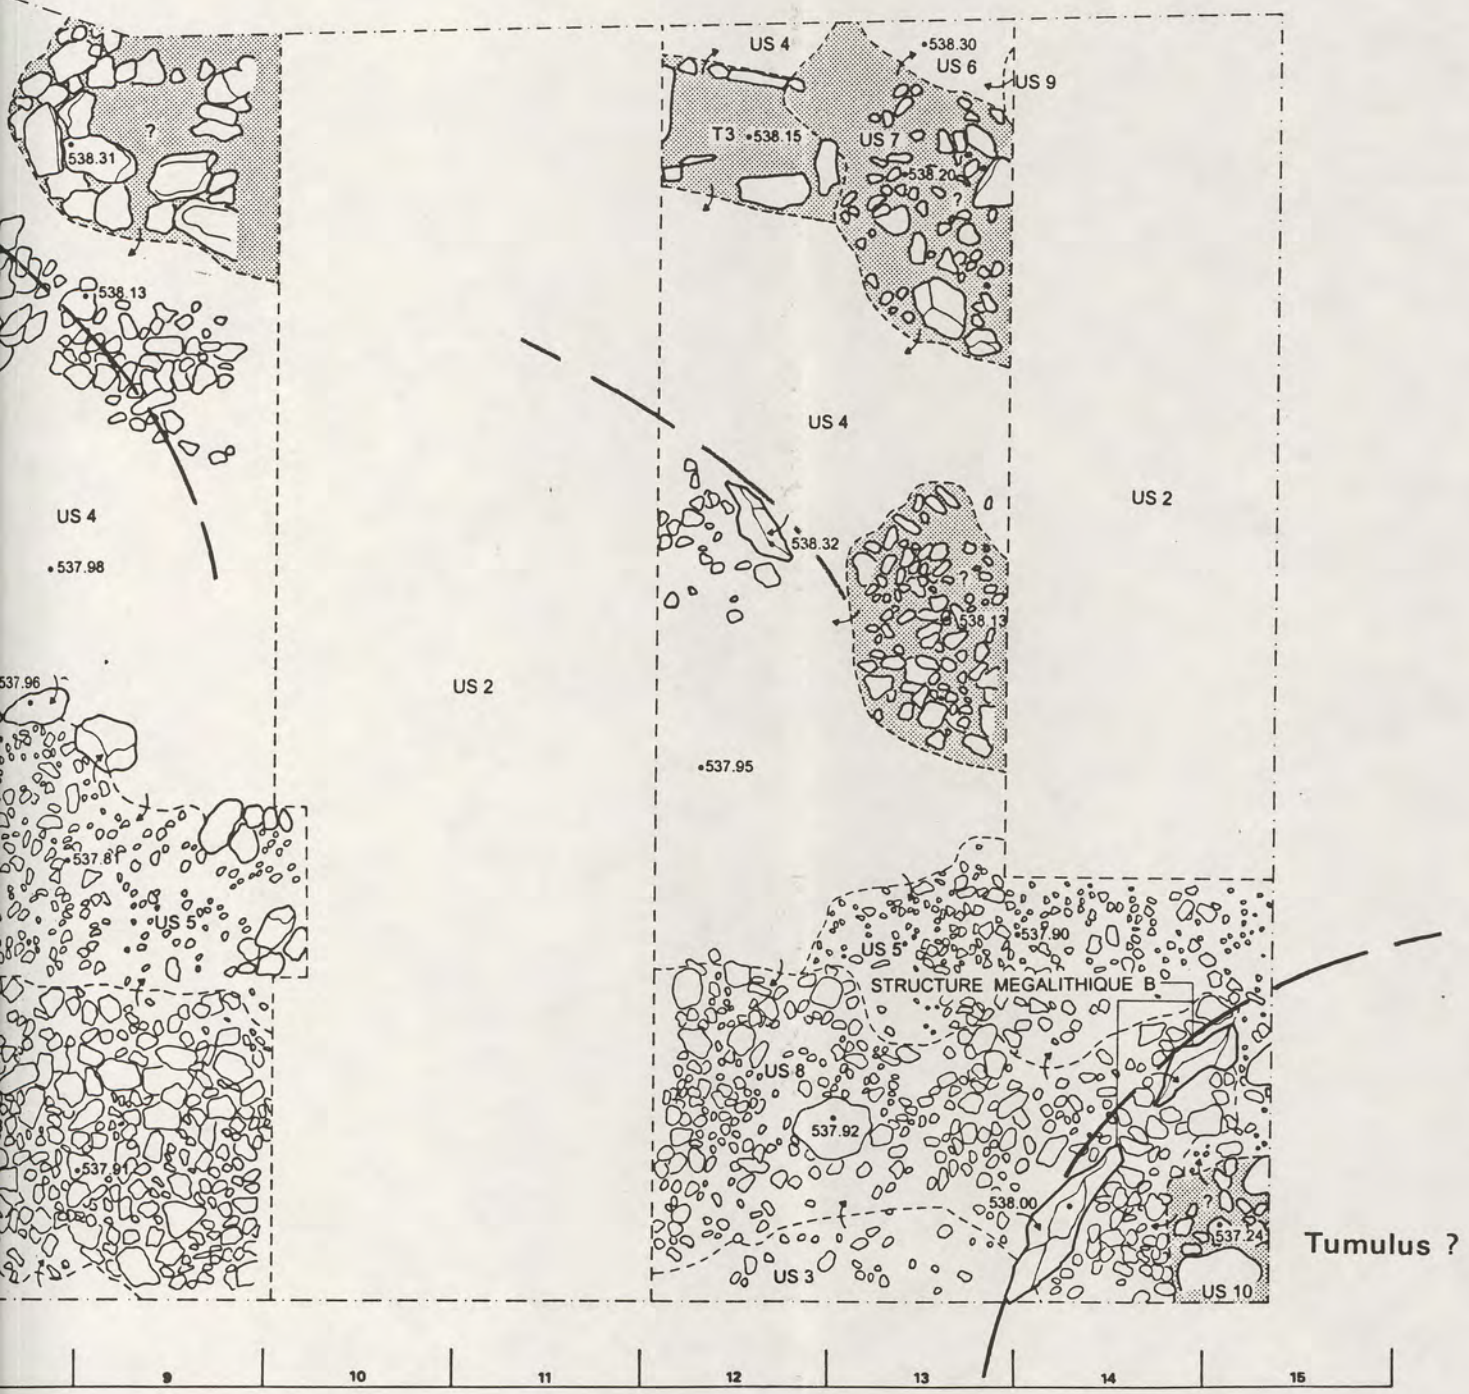 US 4
538.30
US 6
US 9
?
538.31
T3 538.15
US 7
538.20
?
538.13
US 4
US 4
537.98
538.32
US 2
?
538.13
537.96
US 2
537.95
537.81
US 5
US 5
537.90
STRUCTURE MEGALITHIQUE B
US 8
537.92
537.91
538.00
?
537.24
Tumulus ?
US 3
US 10
9 10 11 12 13 14 15